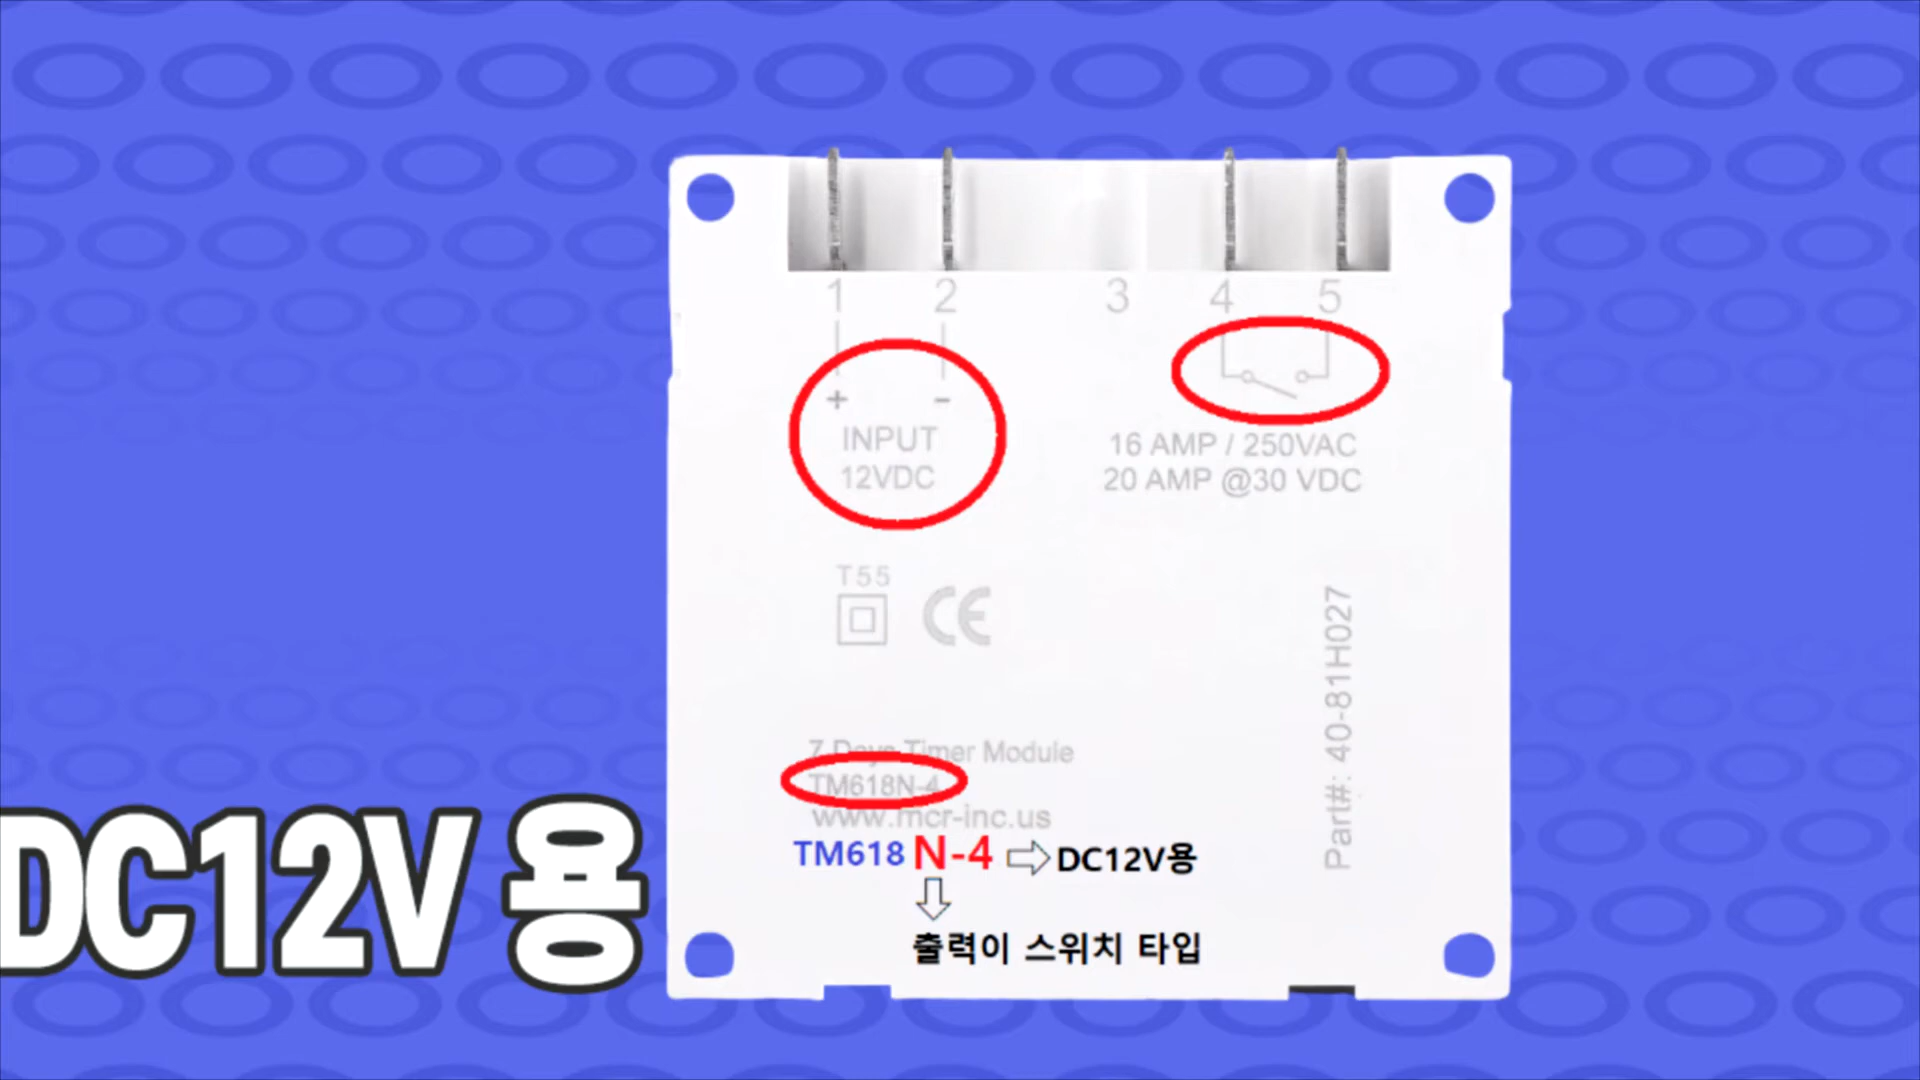 1 2 3 4 5
+ -
INPUT
12VDC
16 AMP / 250VAC
20 AMP @30 VDC
T55
CE
Part#: 40-81H027
7 Days Timer Module
TM618N-4
www.mcr-inc.us
TM618 N-4 ⇨ DC12V용
⇩
출력이 스위치 타입
DC12V 용